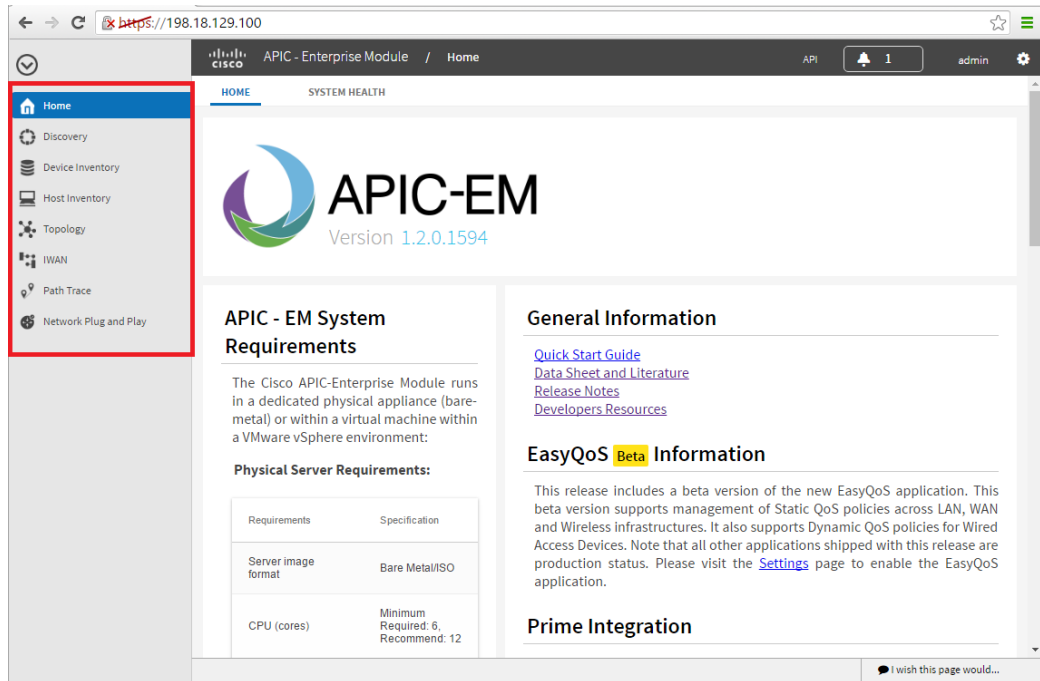 https://198.18.129.100
cisco APIC - Enterprise Module / Home
API 1 admin
Home
Discovery
Device Inventory
Host Inventory
Topology
IWAN
Path Trace
Network Plug and Play
HOME SYSTEM HEALTH
APIC-EM
Version 1.2.0.1594
APIC - EM System
Requirements
The Cisco APIC-Enterprise Module runs
in a dedicated physical appliance (bare-
metal) or within a virtual machine within
a VMware vSphere environment:
Physical Server Requirements:
Requirements Specification
Server image
format
Bare Metal/ISO
CPU (cores)
Minimum
Required: 6,
Recommend: 12
General Information
Quick Start Guide
Data Sheet and Literature
Release Notes
Developers Resources
EasyQoS Beta Information
This release includes a beta version of the new EasyQoS application. This
beta version supports management of Static QoS policies across LAN, WAN
and Wireless infrastructures. It also supports Dynamic QoS policies for Wired
Access Devices. Note that all other applications shipped with this release are
production status. Please visit the Settings page to enable the EasyQoS
application.
Prime Integration
I wish this page would...